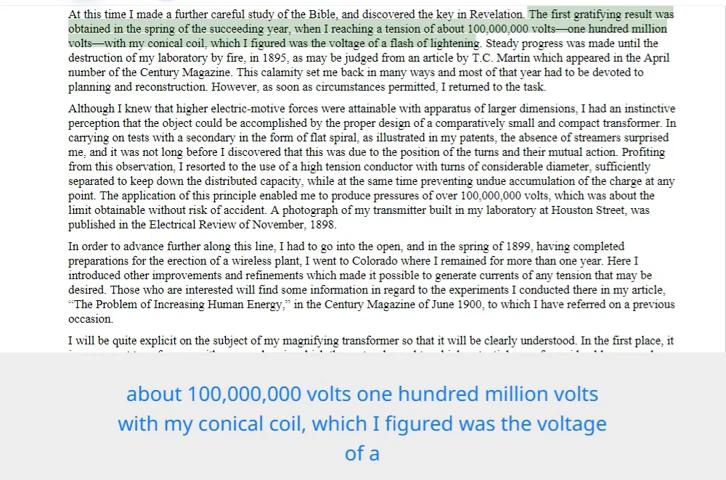 At this time I made a further careful study of the Bible, and discovered the key in Revelation. The first gratifying result was
obtained in the spring of the succeeding year, when I reaching a tension of about 100,000,000 volts—one hundred million
volts—with my conical coil, which I figured was the voltage of a flash of lightening. Steady progress was made until the
destruction of my laboratory by fire, in 1895, as may be judged from an article by T.C. Martin which appeared in the April
number of the Century Magazine. This calamity set me back in many ways and most of that year had to be devoted to
planning and reconstruction. However, as soon as circumstances permitted, I returned to the task.
Although I knew that higher electric-motive forces were attainable with apparatus of larger dimensions, I had an instinctive
perception that the object could be accomplished by the proper design of a comparatively small and compact transformer. In
carrying on tests with a secondary in the form of flat spiral, as illustrated in my patents, the absence of streamers surprised
me, and it was not long before I discovered that this was due to the position of the turns and their mutual action. Profiting
from this observation, I resorted to the use of a high tension conductor with turns of considerable diameter, sufficiently
separated to keep down the distributed capacity, while at the same time preventing undue accumulation of the charge at any
point. The application of this principle enabled me to produce pressures of over 100,000,000 volts, which was about the
limit obtainable without risk of accident. A photograph of my transmitter built in my laboratory at Houston Street, was
published in the Electrical Review of November, 1898.
In order to advance further along this line, I had to go into the open, and in the spring of 1899, having completed
preparations for the erection of a wireless plant, I went to Colorado where I remained for more than one year. Here I
introduced other improvements and refinements which made it possible to generate currents of any tension that may be
desired. Those who are interested will find some information in regard to the experiments I conducted there in my article,
“The Problem of Increasing Human Energy,” in the Century Magazine of June 1900, to which I have referred on a previous
occasion.
I will be quite explicit on the subject of my magnifying transformer so that it will be clearly understood. In the first place, it
about 100,000,000 volts one hundred million volts
with my conical coil, which I figured was the voltage
of a